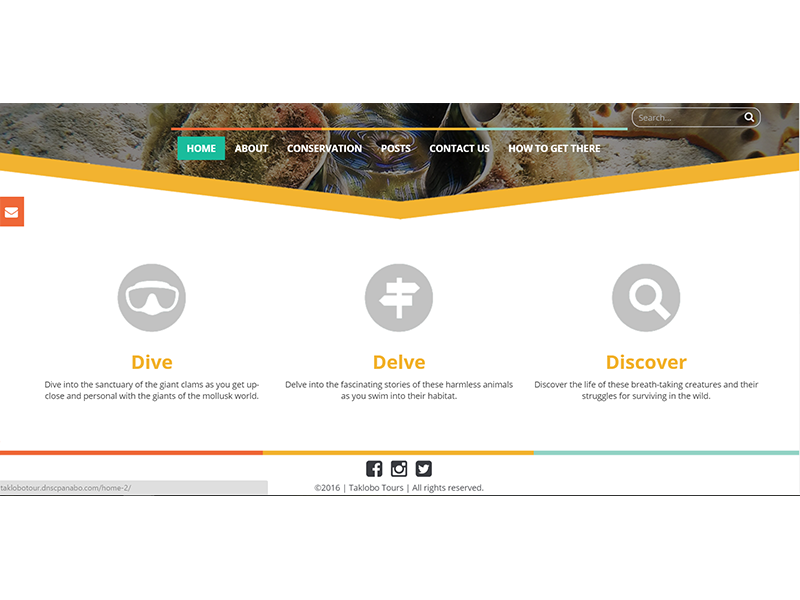 Search...
HOME ABOUT CONSERVATION POSTS CONTACT US HOW TO GET THERE
Dive Delve Discover
Dive into the sanctuary of the giant clams as you get up-
close and personal with the giants of the mollusk world.
Delve into the fascinating stories of these harmless animals
as you swim into their habitat.
Discover the life of these breath-taking creatures and their
struggles for surviving in the wild.
taklobotour.dnscpanabo.com/home-2/
©2016 | Taklobo Tours | All rights reserved.